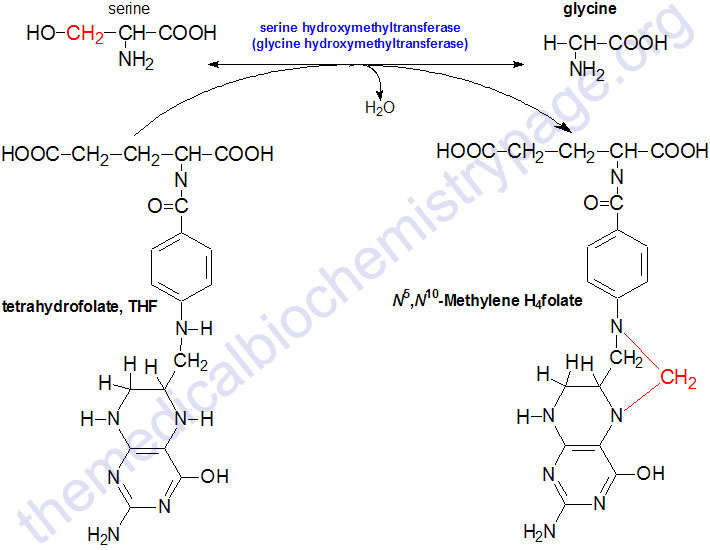 serine
HO–CH₂–CH–COOH
NH₂
serine hydroxymethyltransferase
(glycine hydroxymethyltransferase)
H₂O
glycine
H–CH–COOH
NH₂
HOOC–CH₂–CH₂–CH–COOH
N
O=C
tetrahydrofolate, THF
N–H
CH₂
H
H
H
H–N
N–H
N
N
OH
H₂N
HOOC–CH₂–CH₂–CH–COOH
N
O=C
N⁵,N¹⁰-Methylene H₄folate
N
CH₂
CH₂
H
H
H
H–N
N
N
N
OH
H₂N
themedicalbiochemistrypage.org